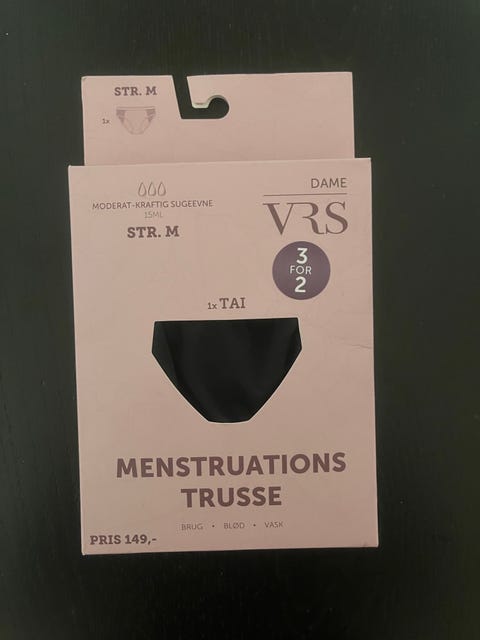 STR. M
1x
MODERAT-KRAFTIG SUGEEVNE
15ML
STR. M
DAME
VRS
3
FOR
2
1x TAI
MENSTRUATIONS
TRUSSE
BRUG • BLØD • VASK
PRIS 149,-